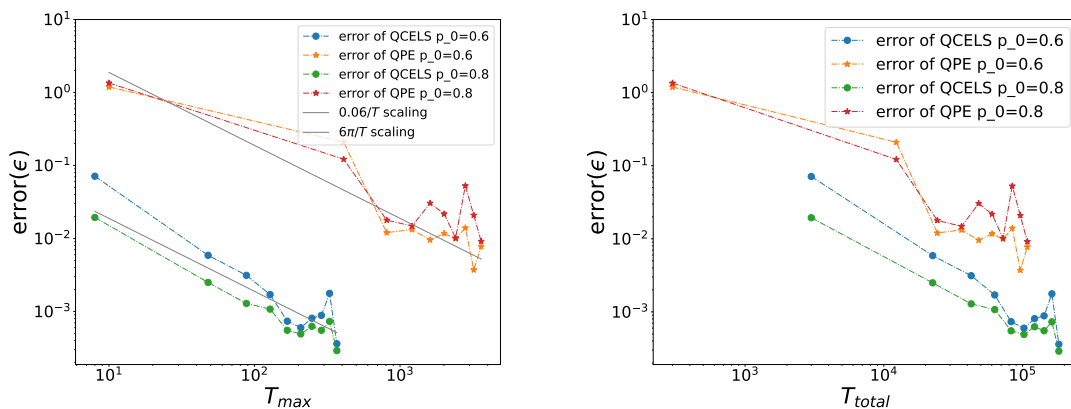 10^1
10^0
10^{-1}
10^{-2}
10^{-3}
error(ϵ)
10^1
10^2
10^3
T_{max}
error of QCELS p_0=0.6
error of QPE p_0=0.6
error of QCELS p_0=0.8
error of QPE p_0=0.8
0.06/T scaling
6π/T scaling
10^1
10^0
10^{-1}
10^{-2}
10^{-3}
error(ϵ)
10^3
10^4
10^5
T_{total}
error of QCELS p_0=0.6
error of QPE p_0=0.6
error of QCELS p_0=0.8
error of QPE p_0=0.8